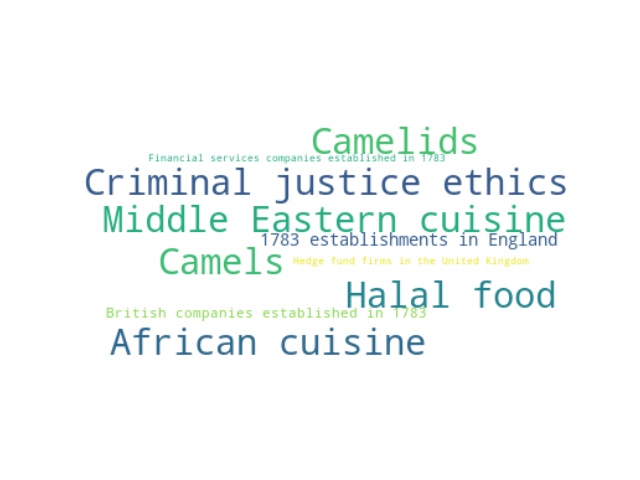 Camelids
Financial services companies established in 1783
Criminal justice ethics
Middle Eastern cuisine
1783 establishments in England
Camels
Hedge fund firms in the United Kingdom
Halal food
British companies established in 1783
African cuisine